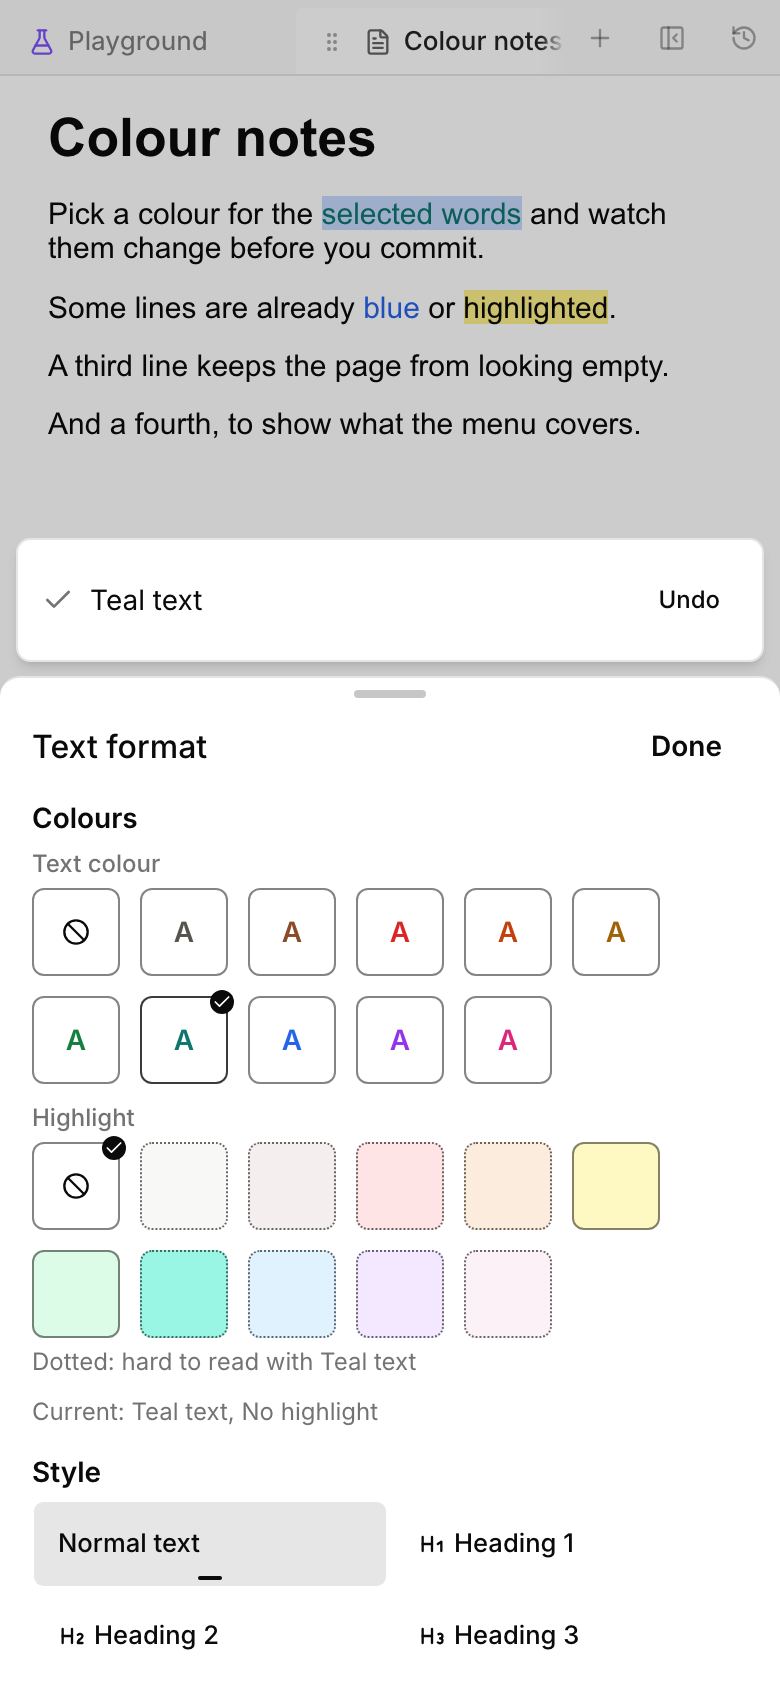 Playground
Colour notes
Colour notes
Pick a colour for the selected words and watch
them change before you commit.
Some lines are already blue or highlighted.
A third line keeps the page from looking empty.
And a fourth, to show what the menu covers.
Teal text
Undo
Text format
Done
Colours
Text colour
A A A A A
A A A A A
Highlight
Dotted: hard to read with Teal text
Current: Teal text, No highlight
Style
Normal text
H1 Heading 1
H2 Heading 2
H3 Heading 3